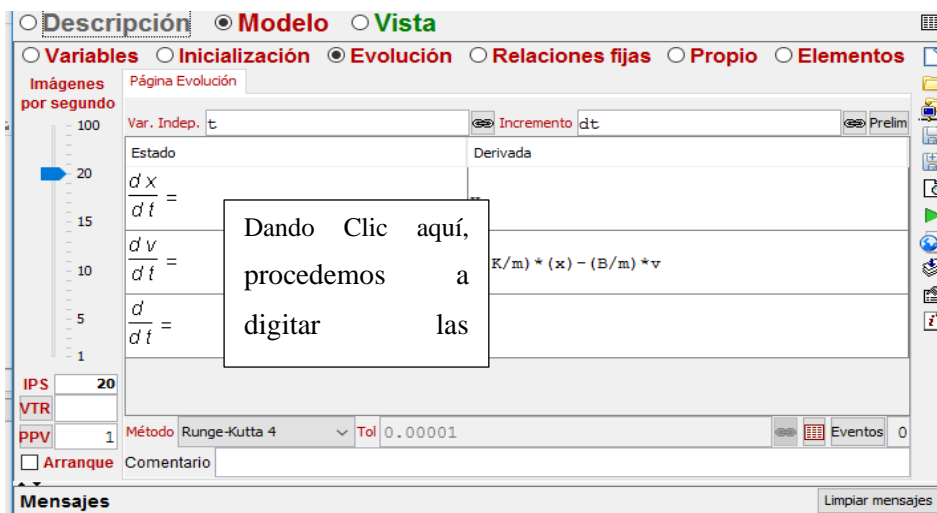 Descripción Modelo Vista
Variables Inicialización Evolución Relaciones fijas Propio Elementos
Imágenes
por segundo
100
20
15
10
5
1
IPS 20
VTR
PPV 1
Arranque
Página Evolución
Var. Indep. t Incremento dt Prelim
Estado Derivada
d x
d t =
d v
d t = K/m)*(x)-(B/m)*v
d
d t =
Dando Clic aquí,
procedemos a
digitar las
Método Runge-Kutta 4 Tol 0.00001 Eventos 0
Comentario
Mensajes Limpiar mensajes